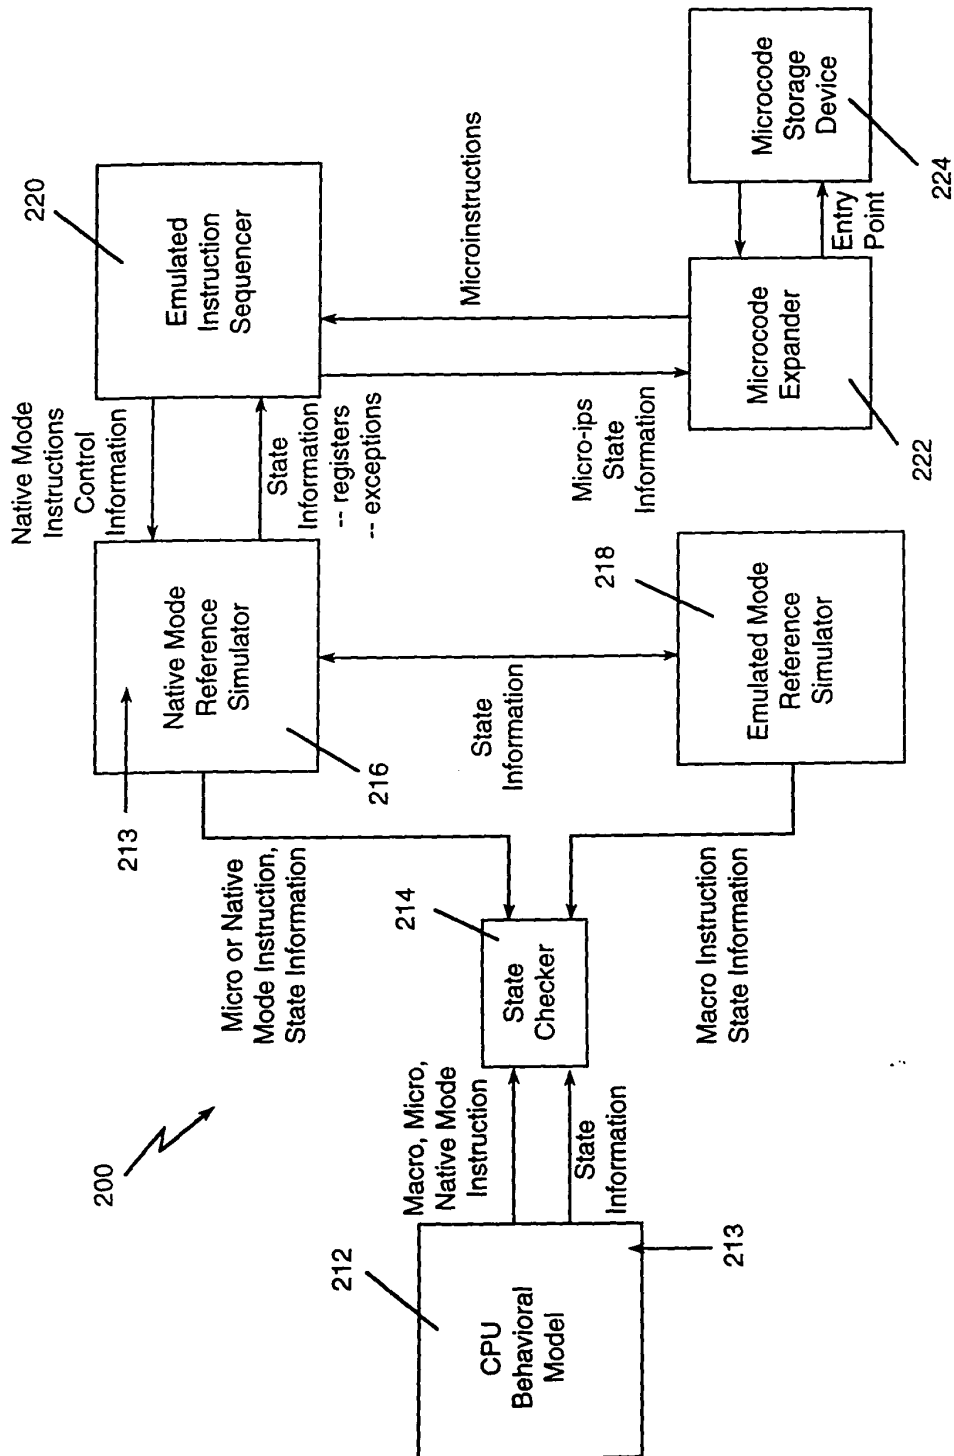 200
212
CPU
Behavioral
Model
213
Macro, Micro,
Native Mode
Instruction
State
Information
214
State
Checker
Micro or Native
Mode Instruction,
State Information
Macro Instruction
State Information
213
Native Mode
Reference
Simulator
216
State
Information
218
Emulated Mode
Reference
Simulator
Native Mode
Instructions
Control
Information
State
Information
-- registers
-- exceptions
220
Emulated
Instruction
Sequencer
Micro-ips
State
Information
Microinstructions
Microcode
Expander
222
Entry
Point
Microcode
Storage
Device
224